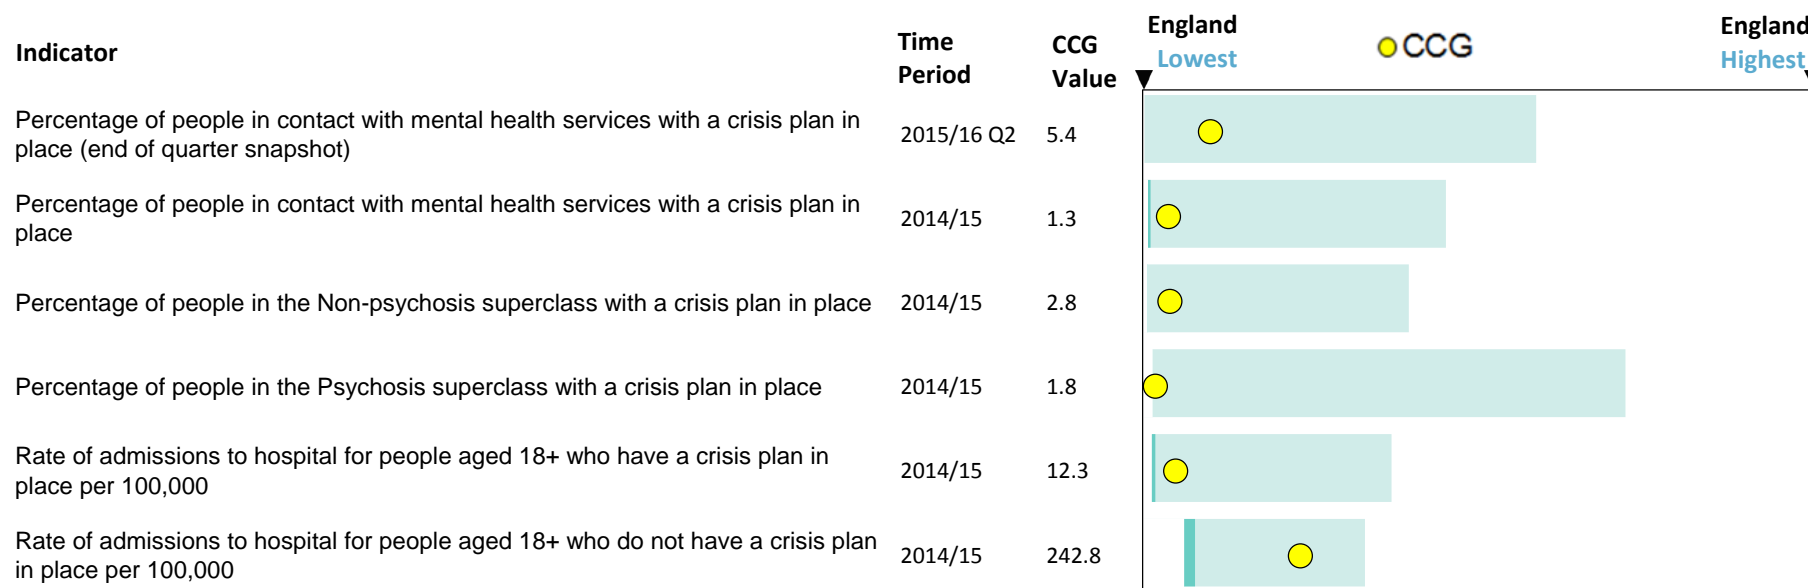 Indicator
Time Period
CCG Value
England Lowest
CCG
England Highest
Percentage of people in contact with mental health services with a crisis plan in
place (end of quarter snapshot)
2015/16 Q2
5.4
Percentage of people in contact with mental health services with a crisis plan in
place
2014/15
1.3
Percentage of people in the Non-psychosis superclass with a crisis plan in place
2014/15
2.8
Percentage of people in the Psychosis superclass with a crisis plan in place
2014/15
1.8
Rate of admissions to hospital for people aged 18+ who have a crisis plan in
place per 100,000
2014/15
12.3
Rate of admissions to hospital for people aged 18+ who do not have a crisis plan
in place per 100,000
2014/15
242.8